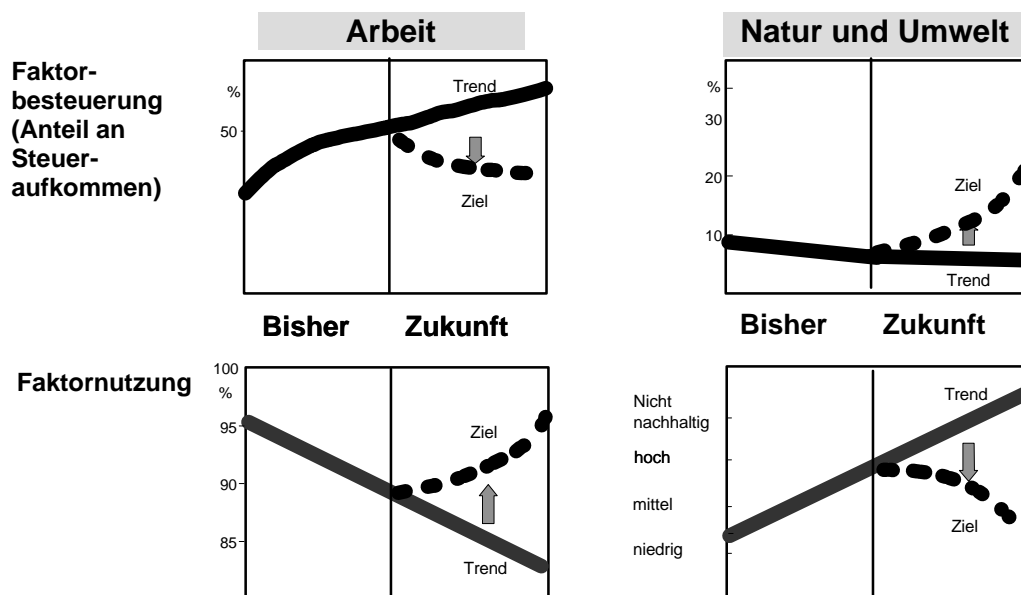 Arbeit
Natur und Umwelt
Faktor-
besteuerung
(Anteil an
Steuer-
aufkommen)
%
50
Trend
Ziel
%
30
20
10
Ziel
Trend
Bisher
Zukunft
Bisher
Zukunft
Faktornutzung
100
%
95
90
85
Ziel
Trend
Nicht
nachhaltig
hoch
mittel
niedrig
Trend
Ziel